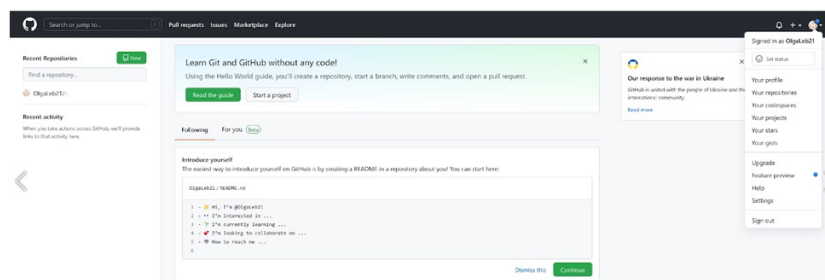 Search or jump to...
/
Pull requests Issues Marketplace Explore
Recent Repositories
New
Find a repository...
OlgaLeb21/-
Recent activity
When you take actions across GitHub, we'll provide
links to that activity here.
Learn Git and GitHub without any code!
Using the Hello World guide, you'll create a repository, start a branch, write comments, and open a pull request.
Read the guide
Start a project
Following
For you
Beta
Introduce yourself
The easiest way to introduce yourself on GitHub is by creating a README in a repository about you! You can start here:
OlgaLeb21 / README.md
1 - Hi, I'm @OlgaLeb21
2 - I'm interested in ...
3 - I'm currently learning ...
4 - I'm looking to collaborate on ...
5 - How to reach me ...
6
Dismiss this
Continue
Our response to the war in Ukraine
GitHub is united with the people of Ukraine and the
international community.
Read more
Signed in as OlgaLeb21
Set status
Your profile
Your repositories
Your codespaces
Your projects
Your stars
Your gists
Upgrade
Feature preview
Help
Settings
Sign out